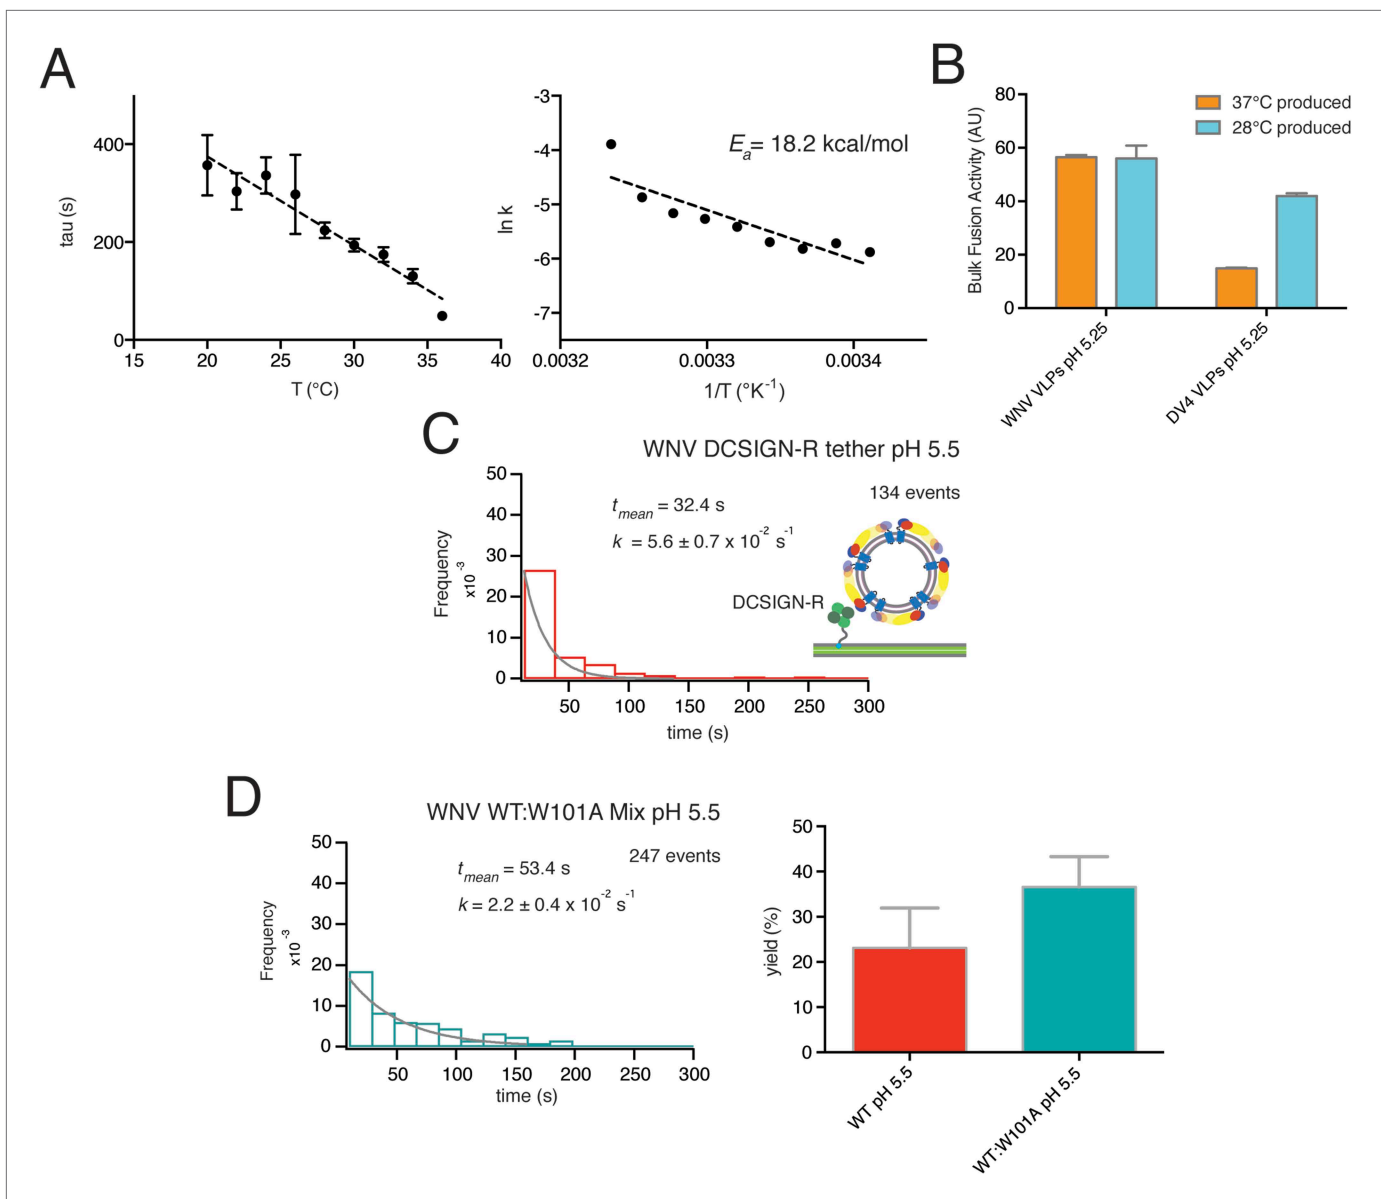 A
400
200
0
tau (s)
15 20 25 30 35 40
T (°C)
-3
-4
-5
-6
-7
ln k
Ea= 18.2 kcal/mol
0.0032 0.0033 0.0034
1/T (°K-1)
B
80
60
40
20
0
Bulk Fusion Activity (AU)
37°C produced
28°C produced
WNV VLPs pH 5.25
DV4 VLPs pH 5.25
C
WNV DCSIGN-R tether pH 5.5
134 events
tmean = 32.4 s
k = 5.6 ± 0.7 x 10-2 s-1
DCSIGN-R
50
40
30
20
10
0
Frequency
x10-3
50 100 150 200 250 300
time (s)
D
WNV WT:W101A Mix pH 5.5
247 events
tmean = 53.4 s
k = 2.2 ± 0.4 x 10-2 s-1
50
40
30
20
10
0
Frequency
x10-3
50 100 150 200 250 300
time (s)
50
40
30
20
10
0
yield (%)
WT pH 5.5
WT:W101A pH 5.5